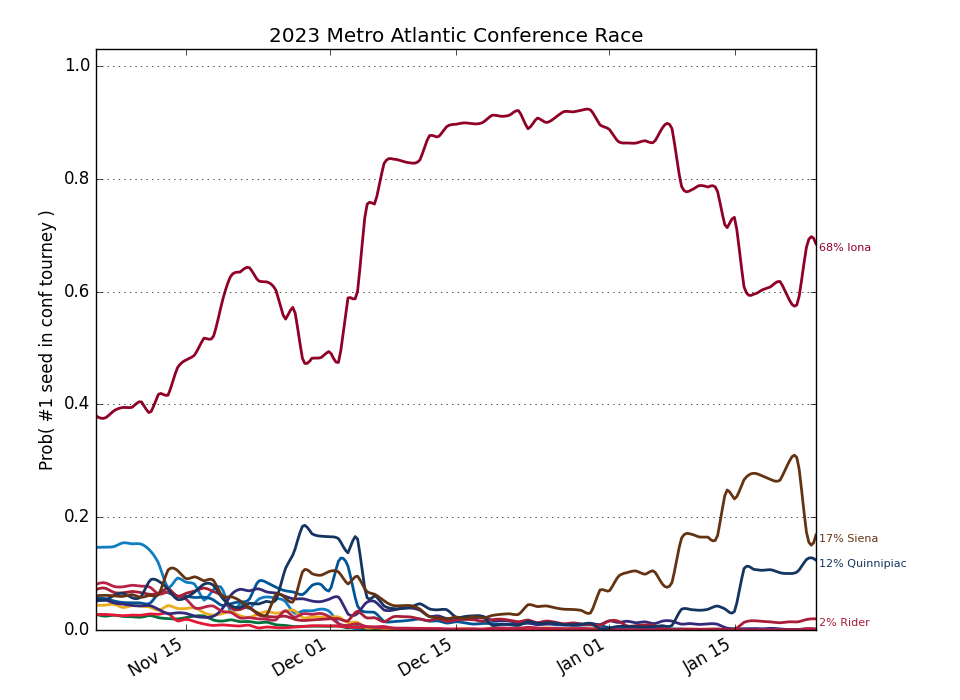 2023 Metro Atlantic Conference Race
Prob( #1 seed in conf tourney )
1.0
0.8
0.6
0.4
0.2
0.0
68% Iona
17% Siena
12% Quinnipiac
2% Rider
Nov 15
Dec 01
Dec 15
Jan 01
Jan 15